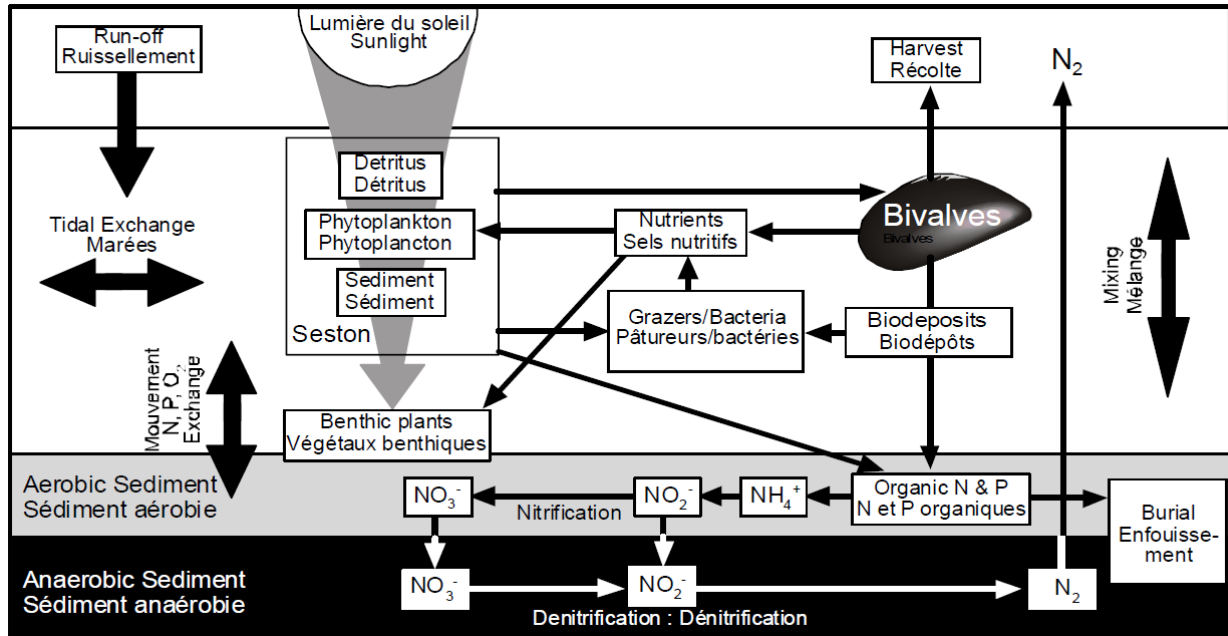 Run-off
Ruissellement
Lumière du soleil
Sunlight
Harvest
Récolte
N₂
Detritus
Détritus
Phytoplankton
Phytoplancton
Sediment
Sédiment
Seston
Tidal Exchange
Marées
Nutrients
Sels nutritifs
Bivalves
Bivalves
Mixing
Mélange
Grazers/Bacteria
Pâtureurs/bactéries
Biodeposits
Biodépôts
Mouvement
N, P, O₂,
Exchange
Benthic plants
Végétaux benthiques
Aerobic Sediment
Sédiment aérobie
NO₃⁻
Nitrification
NO₂⁻
NH₄⁺
Organic N & P
N et P organiques
Burial
Enfouisse-
ment
Anaerobic Sediment
Sédiment anaérobie
NO₃⁻
NO₂⁻
N₂
Denitrification : Dénitrification